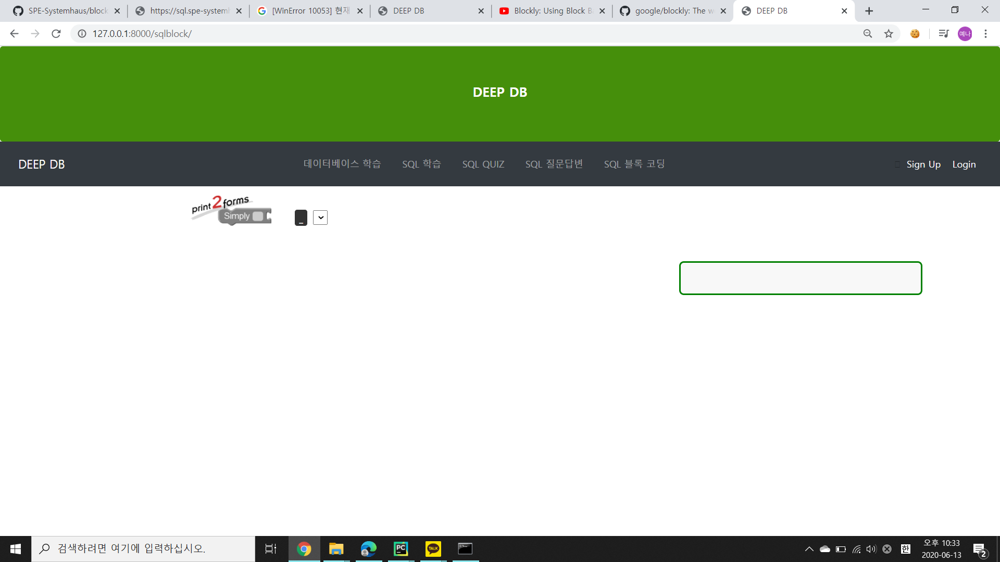 SPE-Systemhaus/block
https://sql.spe-system
[WinError 10053] 현재
DEEP DB
Blockly: Using Block B
google/blockly: The w
DEEP DB
127.0.0.1:8000/sqlblock/
예나
DEEP DB
DEEP DB
데이터베이스 학습
SQL 학습
SQL QUIZ
SQL 질문답변
SQL 블록 코딩
Sign Up
Login
print2forms
Simply
_
검색하려면 여기에 입력하십시오.
PC
TALK
한
오후 10:33
2020-06-13
2